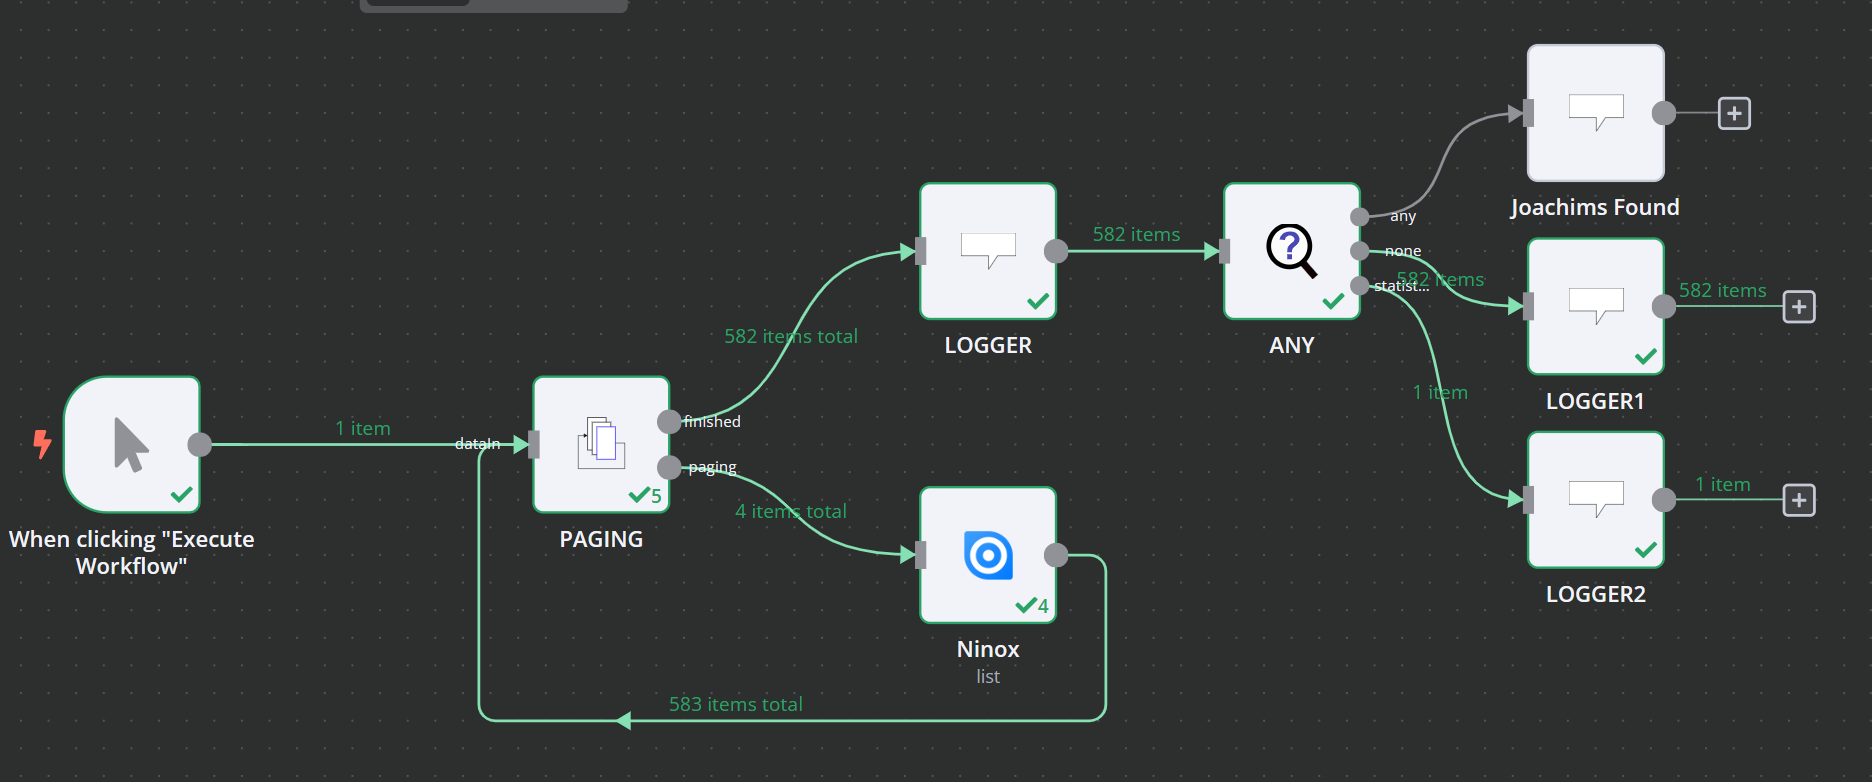 Joachims Found
582 items
any
none
582 items
statist...
582 items
LOGGER
ANY
582 items total
1 item
LOGGER1
finished
1 item
dataIn
paging
5
4 items total
1 item
When clicking "Execute
Workflow"
PAGING
LOGGER2
4
Ninox
list
583 items total